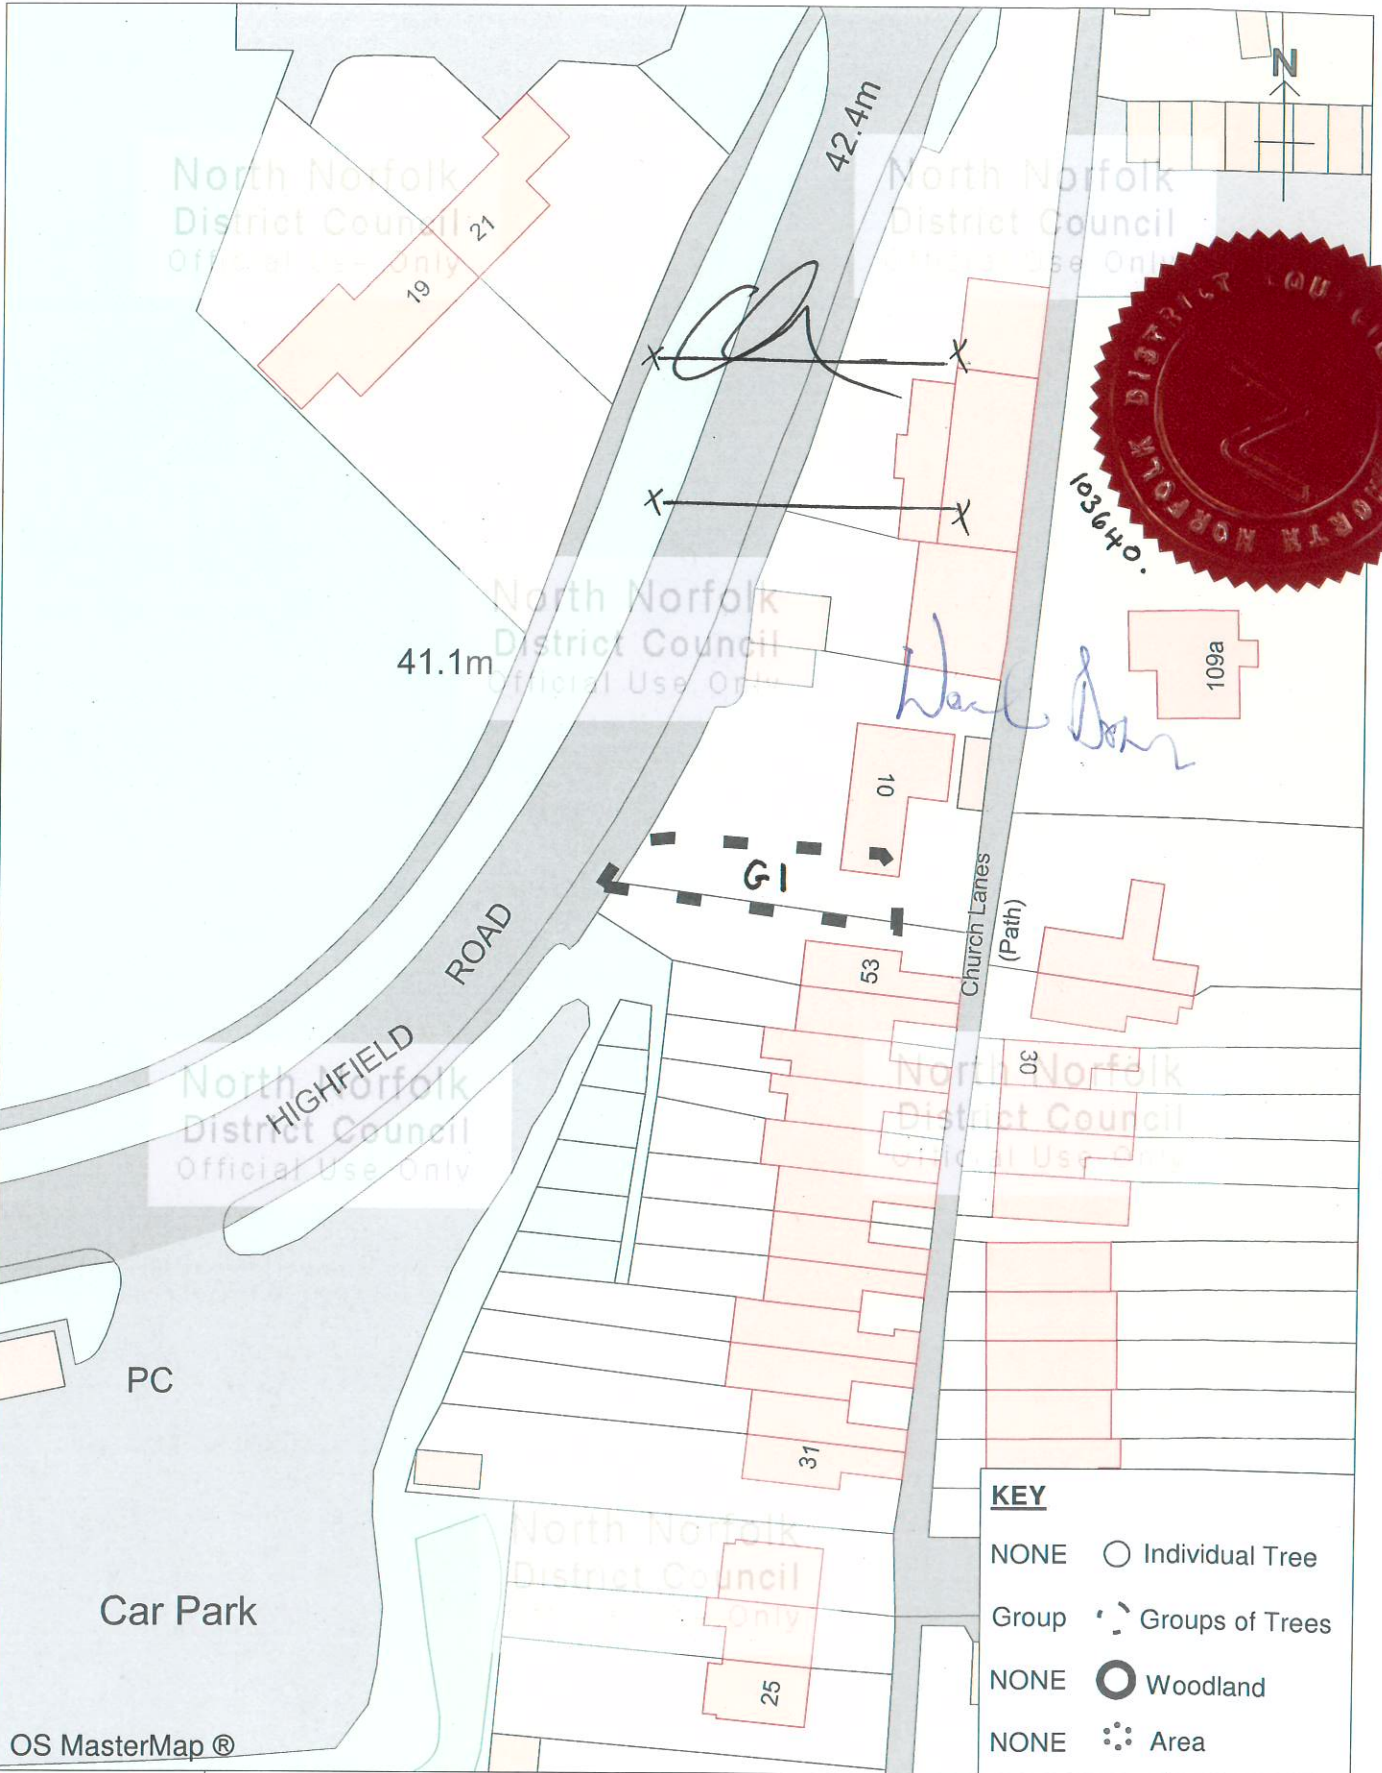 N
42.4m
North Norfolk
District Council
Official Use Only
North Norfolk
District Council
Official Use Only
21
19
NORTH NORFOLK DISTRICT COUNCIL
103640.
North Norfolk
District Council
Official Use Only
41.1m
109a
10
G1
Church Lanes
(Path)
53
HIGHFIELD ROAD
30
North Norfolk
District Council
Official Use Only
North Norfolk
District Council
Official Use Only
PC
31
North Norfolk
District Council
Only
Car Park
25
KEY
NONE Individual Tree
Group Groups of Trees
NONE Woodland
NONE Area
OS MasterMap ®